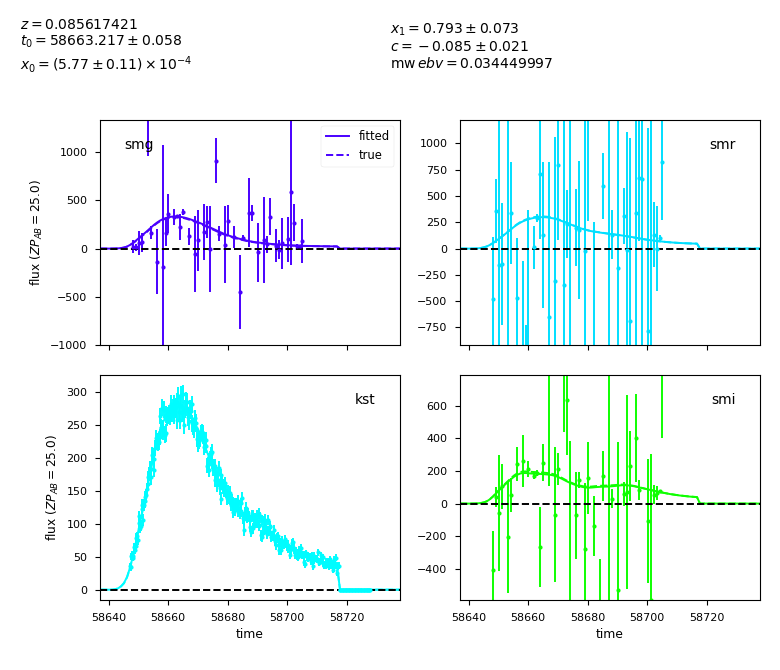 z = 0.085617421
t₀ = 58663.217 ± 0.058
x₀ = (5.77 ± 0.11) × 10⁻⁴
x₁ = 0.793 ± 0.073
c = −0.085 ± 0.021
mw ebv = 0.034449997
smg
fitted
true
1000
500
0
−500
−1000
flux (ZP_AB = 25.0)
smr
1000
750
500
250
0
−250
−500
−750
kst
300
250
200
150
100
50
0
flux (ZP_AB = 25.0)
58640 58660 58680 58700 58720
time
smi
600
400
200
0
−200
−400
58640 58660 58680 58700 58720
time